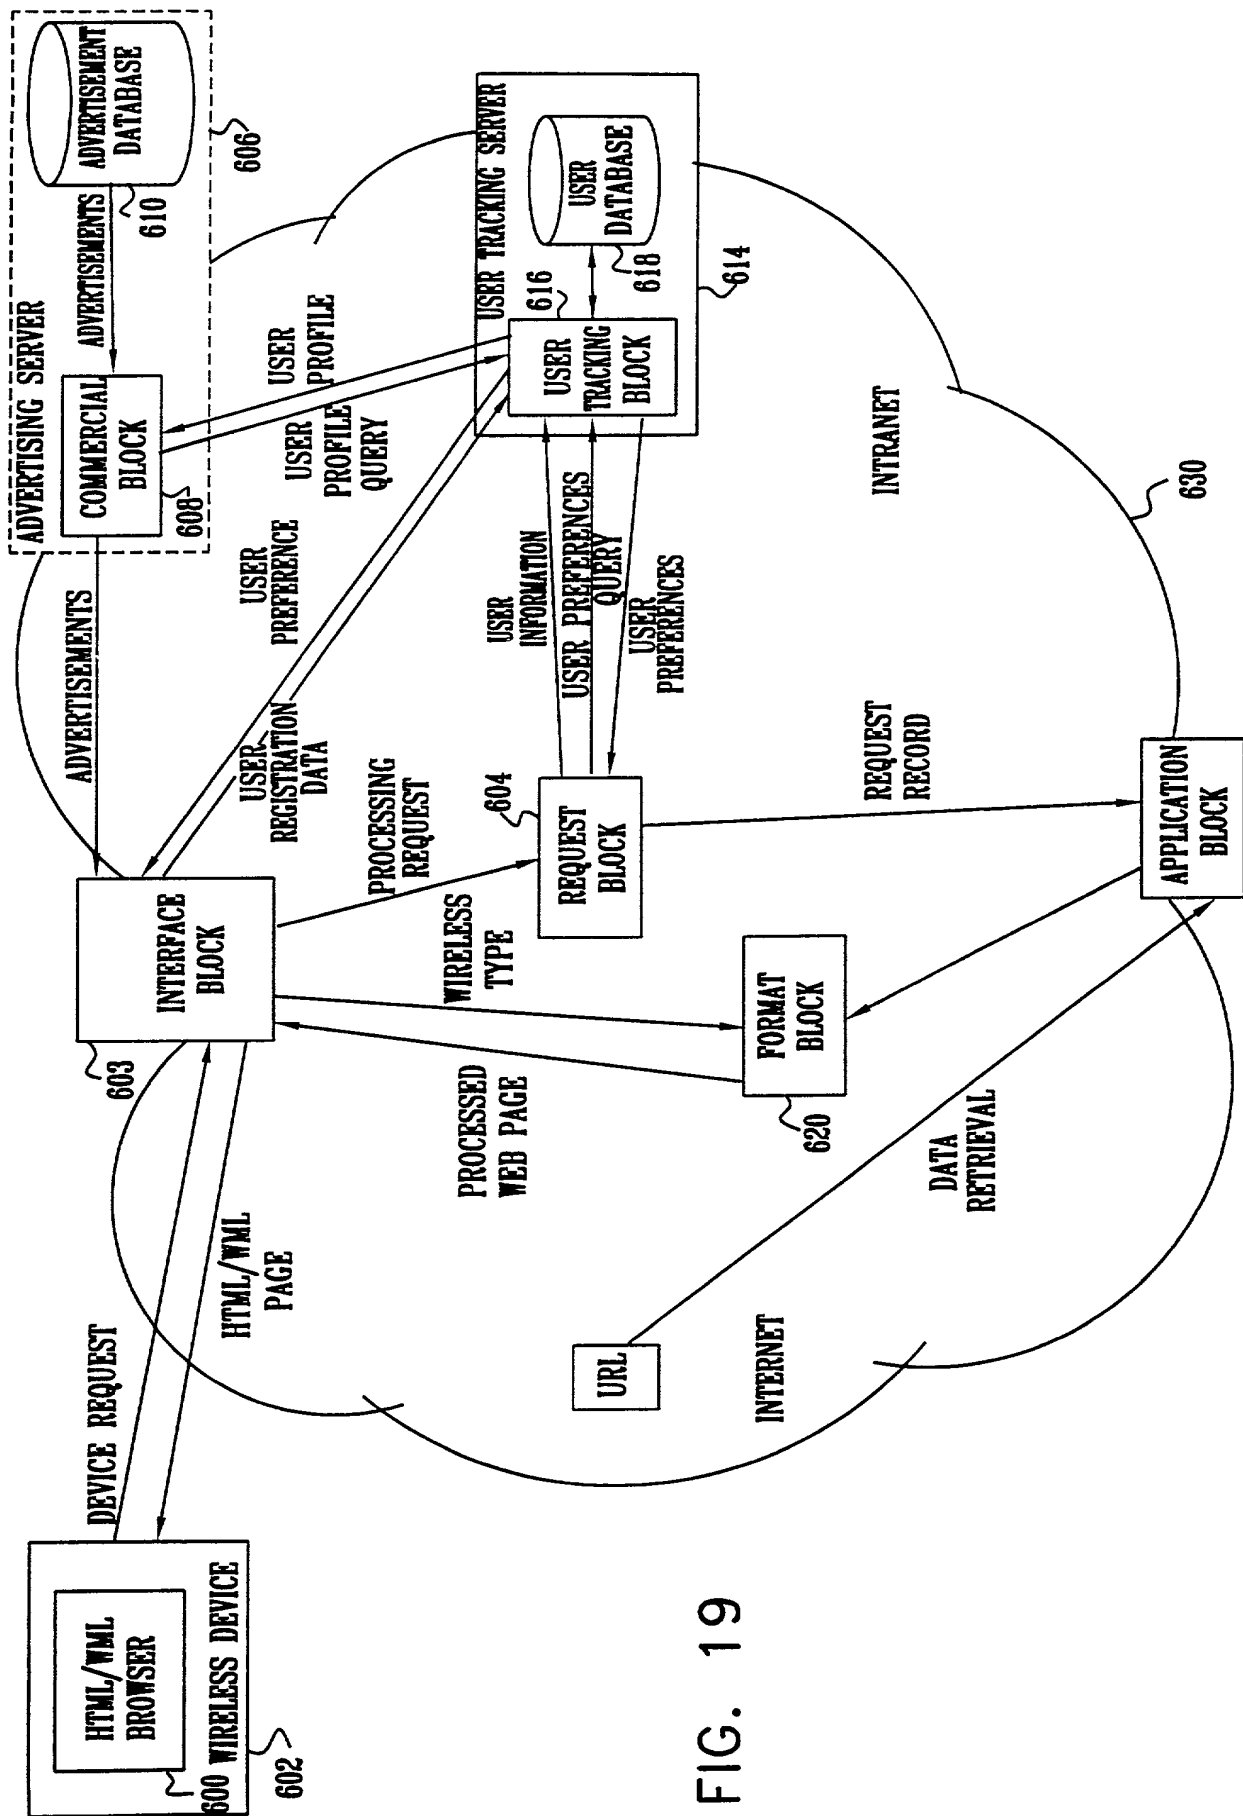 HTML/WML
BROWSER
600
WIRELESS DEVICE
602
DEVICE REQUEST
HTML/WML
PAGE
603
INTERFACE
BLOCK
ADVERTISEMENTS
ADVERTISING SERVER
COMMERCIAL
BLOCK
608
ADVERTISEMENTS
ADVERTISEMENT
DATABASE
610
606
USER
PREFERENCE
USER
REGISTRATION
DATA
USER
PROFILE
USER
PROFILE
QUERY
USER TRACKING SERVER
616
USER
TRACKING
BLOCK
USER
DATABASE
618
614
PROCESSING
REQUEST
WIRELESS
TYPE
PROCESSED
WEB PAGE
604
REQUEST
BLOCK
USER
INFORMATION
USER PREFERENCES
QUERY
USER
PREFERENCES
FORMAT
BLOCK
620
REQUEST
RECORD
INTRANET
630
URL
INTERNET
DATA
RETRIEVAL
APPLICATION
BLOCK
FIG. 19